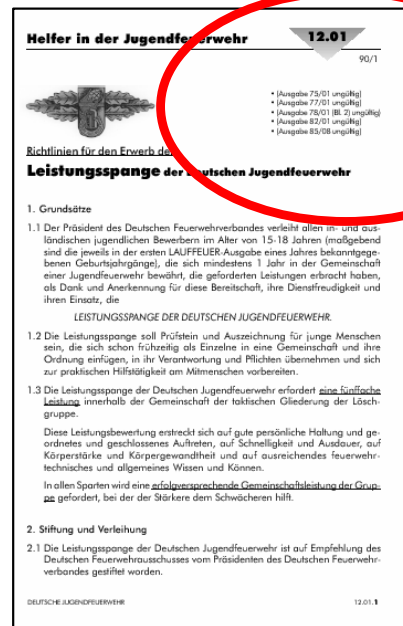 Helfer in der Jugendfeuerwehr
12.01
90/1
• (Ausgabe 75/01 ungültig)
• (Ausgabe 77/01 ungültig)
• (Ausgabe 78/01 (Bl. 2) ungültig)
• (Ausgabe 82/01 ungültig)
• (Ausgabe 85/08 ungültig)
Richtlinien für den Erwerb de
Leistungsspange der Deutschen Jugendfeuerwehr
1. Grundsätze
1.1 Der Präsident des Deutschen Feuerwehrverbandes verleiht allen in- und aus-
ländischen jugendlichen Bewerbern im Alter von 15-18 Jahren (maßgebend
sind die jeweils in der ersten LAUFFEUER-Ausgabe eines Jahres bekanntgege-
benen Geburtsjahrgänge), die sich mindestens 1 Jahr in der Gemeinschaft
einer Jugendfeuerwehr bewährt, die geforderten Leistungen erbracht haben,
als Dank und Anerkennung für diese Bereitschaft, ihre Dienstfreudigkeit und
ihren Einsatz, die
LEISTUNGSSPANGE DER DEUTSCHEN JUGENDFEUERWEHR.
1.2 Die Leistungsspange soll Prüfstein und Auszeichnung für junge Menschen
sein, die sich schon frühzeitig als Einzelne in eine Gemeinschaft und ihre
Ordnung einfügen, in ihr Verantwortung und Pflichten übernehmen und sich
zur praktischen Hilfstätigkeit am Mitmenschen vorbereiten.
1.3 Die Leistungsspange der Deutschen Jugendfeuerwehr erfordert eine fünffache
Leistung innerhalb der Gemeinschaft der taktischen Gliederung der Lösch-
gruppe.
Diese Leistungsbewertung erstreckt sich auf gute persönliche Haltung und ge-
ordnetes und geschlossenes Auftreten, auf Schnelligkeit und Ausdauer, auf
Körperstärke und Körpergewandtheit und auf ausreichendes feuerwehr-
technisches und allgemeines Wissen und Können.
In allen Sparten wird eine erfolgversprechende Gemeinschaftsleistung der Grup-
pe gefordert, bei der der Stärkere dem Schwächeren hilft.
2. Stiftung und Verleihung
2.1 Die Leistungsspange der Deutschen Jugendfeuerwehr ist auf Empfehlung des
Deutschen Feuerwehrausschusses vom Präsidenten des Deutschen Feuerwehr-
verbandes gestiftet worden.
DEUTSCHE JUGENDFEUERWEHR
12.01.1